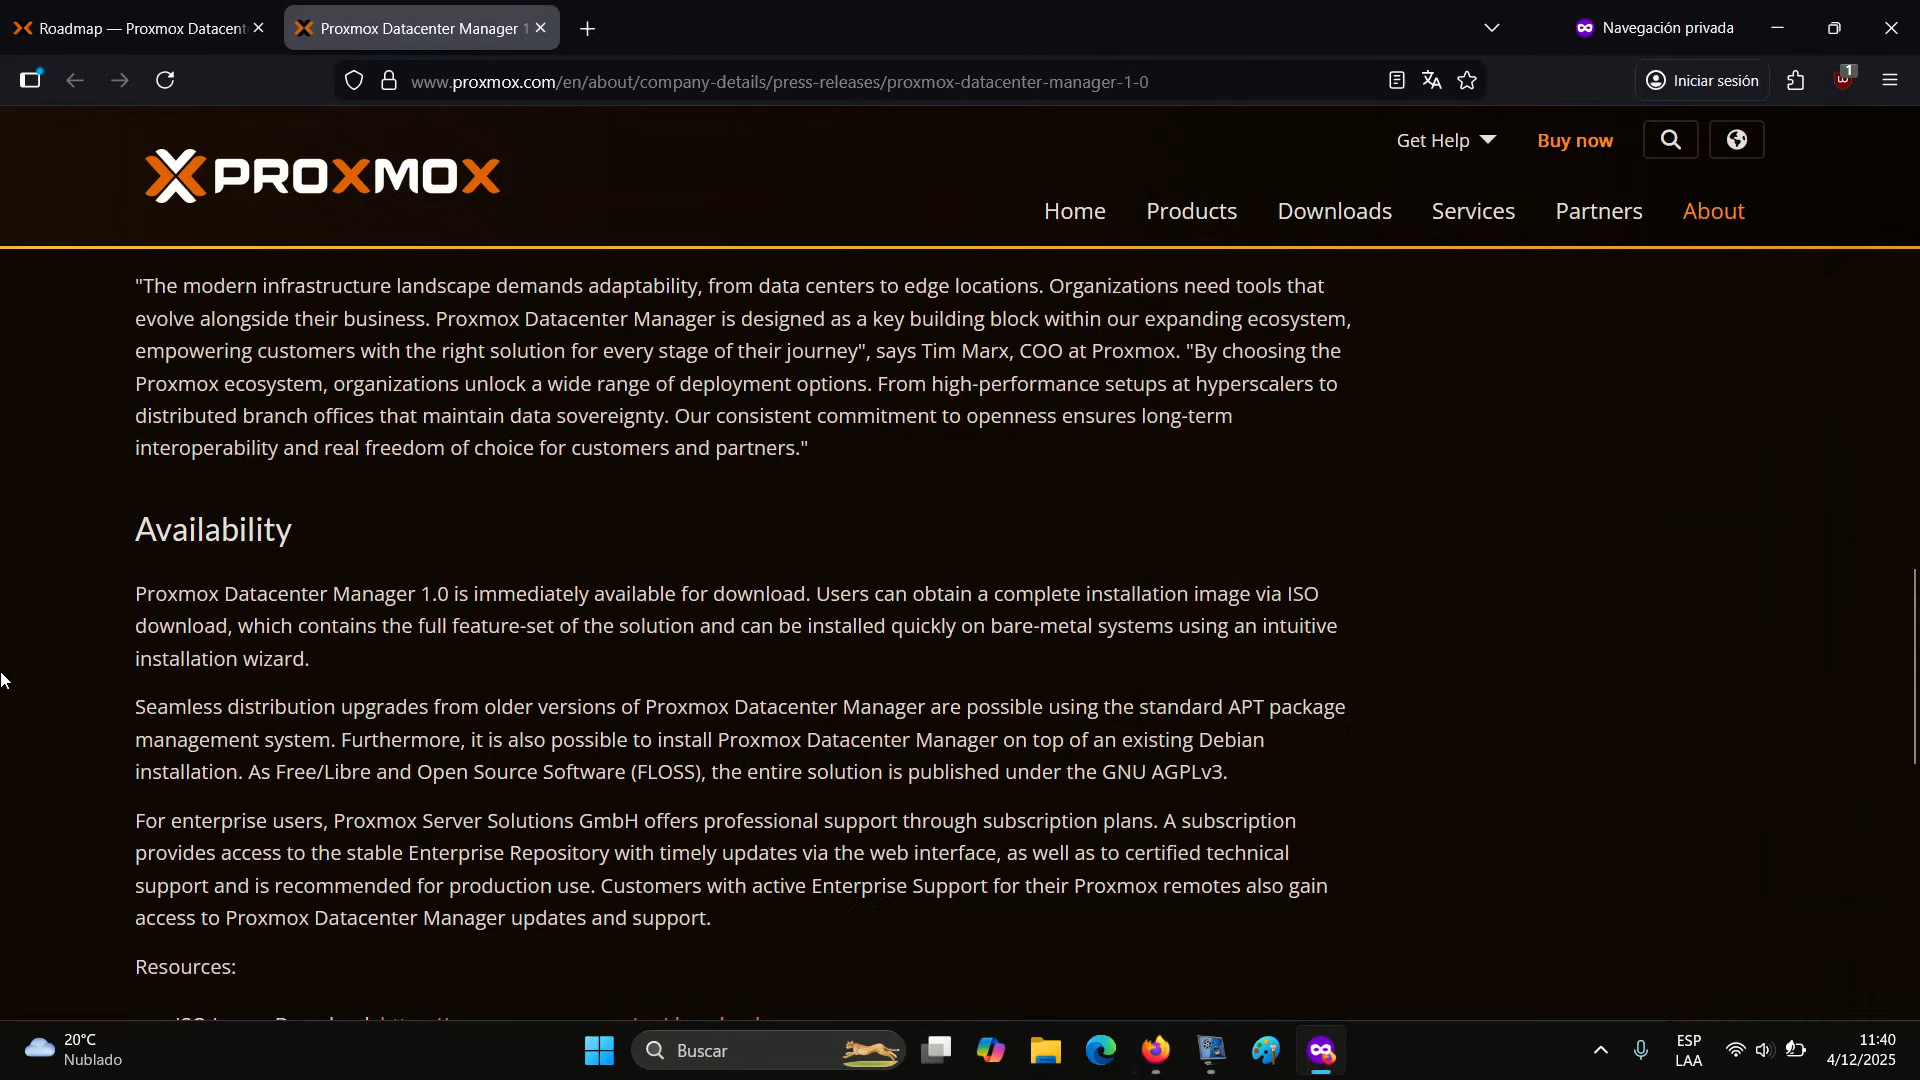 Roadmap — Proxmox Datacent
Proxmox Datacenter Manager 1
Navegación privada
www.proxmox.com/en/about/company-details/press-releases/proxmox-datacenter-manager-1-0
Iniciar sesión
1
PROXMOX
Get Help
Buy now
Home
Products
Downloads
Services
Partners
About
"The modern infrastructure landscape demands adaptability, from data centers to edge locations. Organizations need tools that
evolve alongside their business. Proxmox Datacenter Manager is designed as a key building block within our expanding ecosystem,
empowering customers with the right solution for every stage of their journey", says Tim Marx, COO at Proxmox. "By choosing the
Proxmox ecosystem, organizations unlock a wide range of deployment options. From high-performance setups at hyperscalers to
distributed branch offices that maintain data sovereignty. Our consistent commitment to openness ensures long-term
interoperability and real freedom of choice for customers and partners."
Availability
Proxmox Datacenter Manager 1.0 is immediately available for download. Users can obtain a complete installation image via ISO
download, which contains the full feature-set of the solution and can be installed quickly on bare-metal systems using an intuitive
installation wizard.
Seamless distribution upgrades from older versions of Proxmox Datacenter Manager are possible using the standard APT package
management system. Furthermore, it is also possible to install Proxmox Datacenter Manager on top of an existing Debian
installation. As Free/Libre and Open Source Software (FLOSS), the entire solution is published under the GNU AGPLv3.
For enterprise users, Proxmox Server Solutions GmbH offers professional support through subscription plans. A subscription
provides access to the stable Enterprise Repository with timely updates via the web interface, as well as to certified technical
support and is recommended for production use. Customers with active Enterprise Support for their Proxmox remotes also gain
access to Proxmox Datacenter Manager updates and support.
Resources:
20°C
Nublado
Buscar
ESP
LAA
11:40
4/12/2025